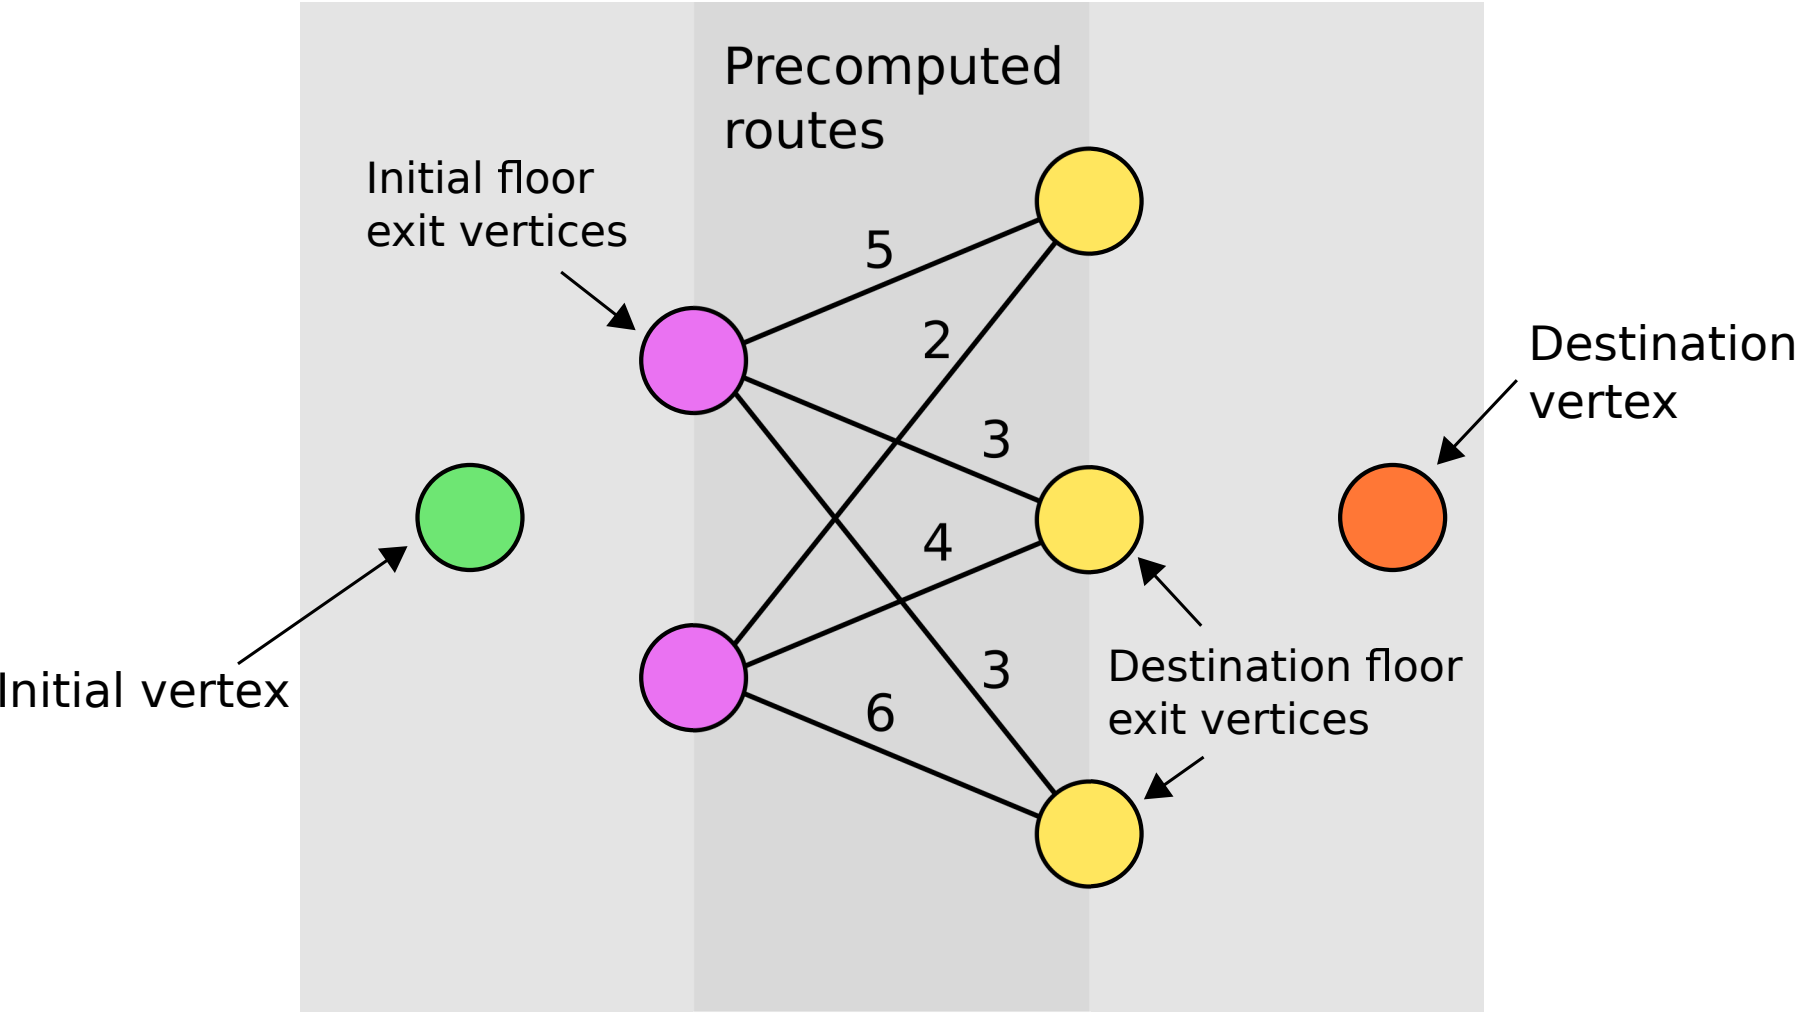 Precomputed
routes
Initial floor
exit vertices
5
2
3
4
3
6
Initial vertex
Destination
vertex
Destination floor
exit vertices